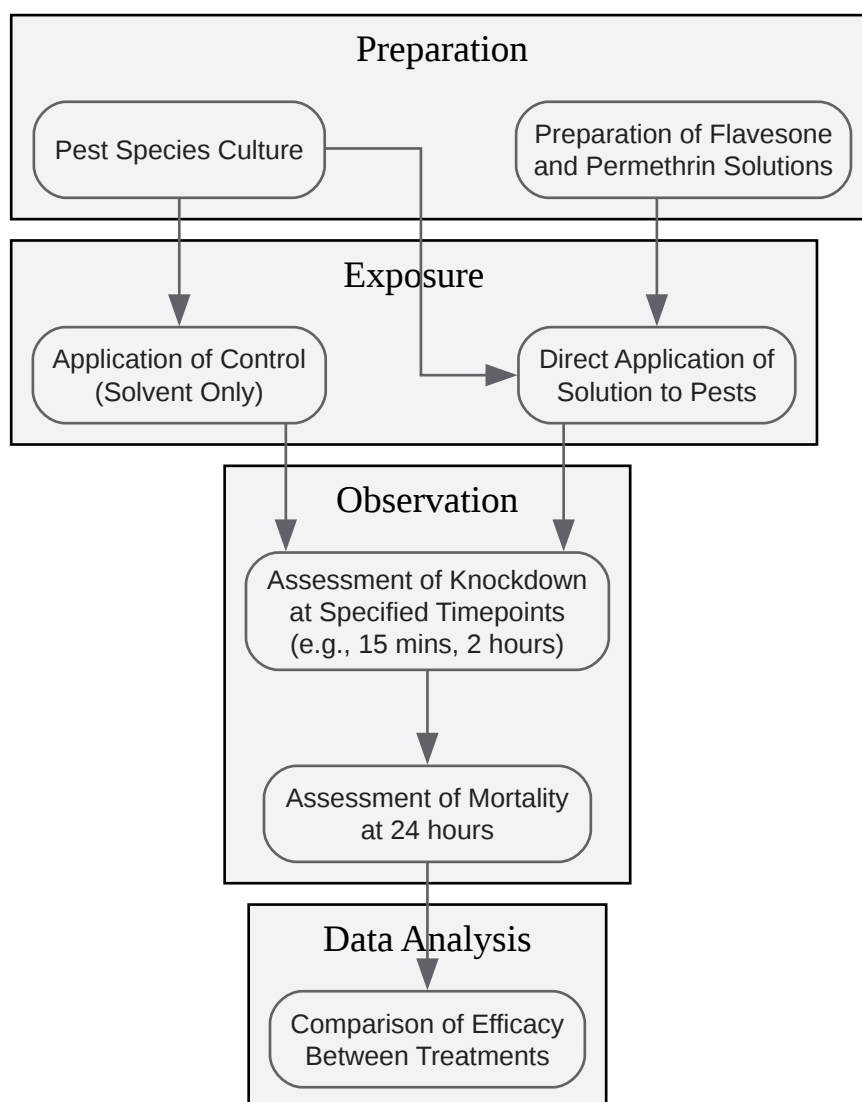 Preparation
Pest Species Culture
Preparation of Flavesone
and Permethrin Solutions
Exposure
Application of Control
(Solvent Only)
Direct Application of
Solution to Pests
Observation
Assessment of Knockdown
at Specified Timepoints
(e.g., 15 mins, 2 hours)
Assessment of Mortality
at 24 hours
Data Analysis
Comparison of Efficacy
Between Treatments